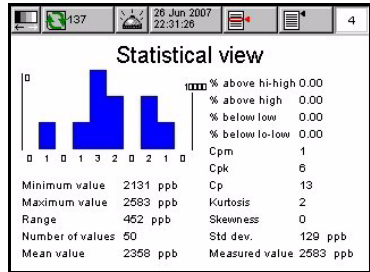 137
26 Jun 2007
22:31:26
4
Statistical view
0
10000
0 1 0 1 3 2 0 2 1 0
% above hi-high 0.00
% above high 0.00
% below low 0.00
% below lo-low 0.00
Cpm 1
Cpk 6
Cp 13
Kurtosis 2
Skewness 0
Std dev. 129 ppb
Measured value 2583 ppb
Minimum value 2131 ppb
Maximum value 2583 ppb
Range 452 ppb
Number of values 50
Mean value 2358 ppb